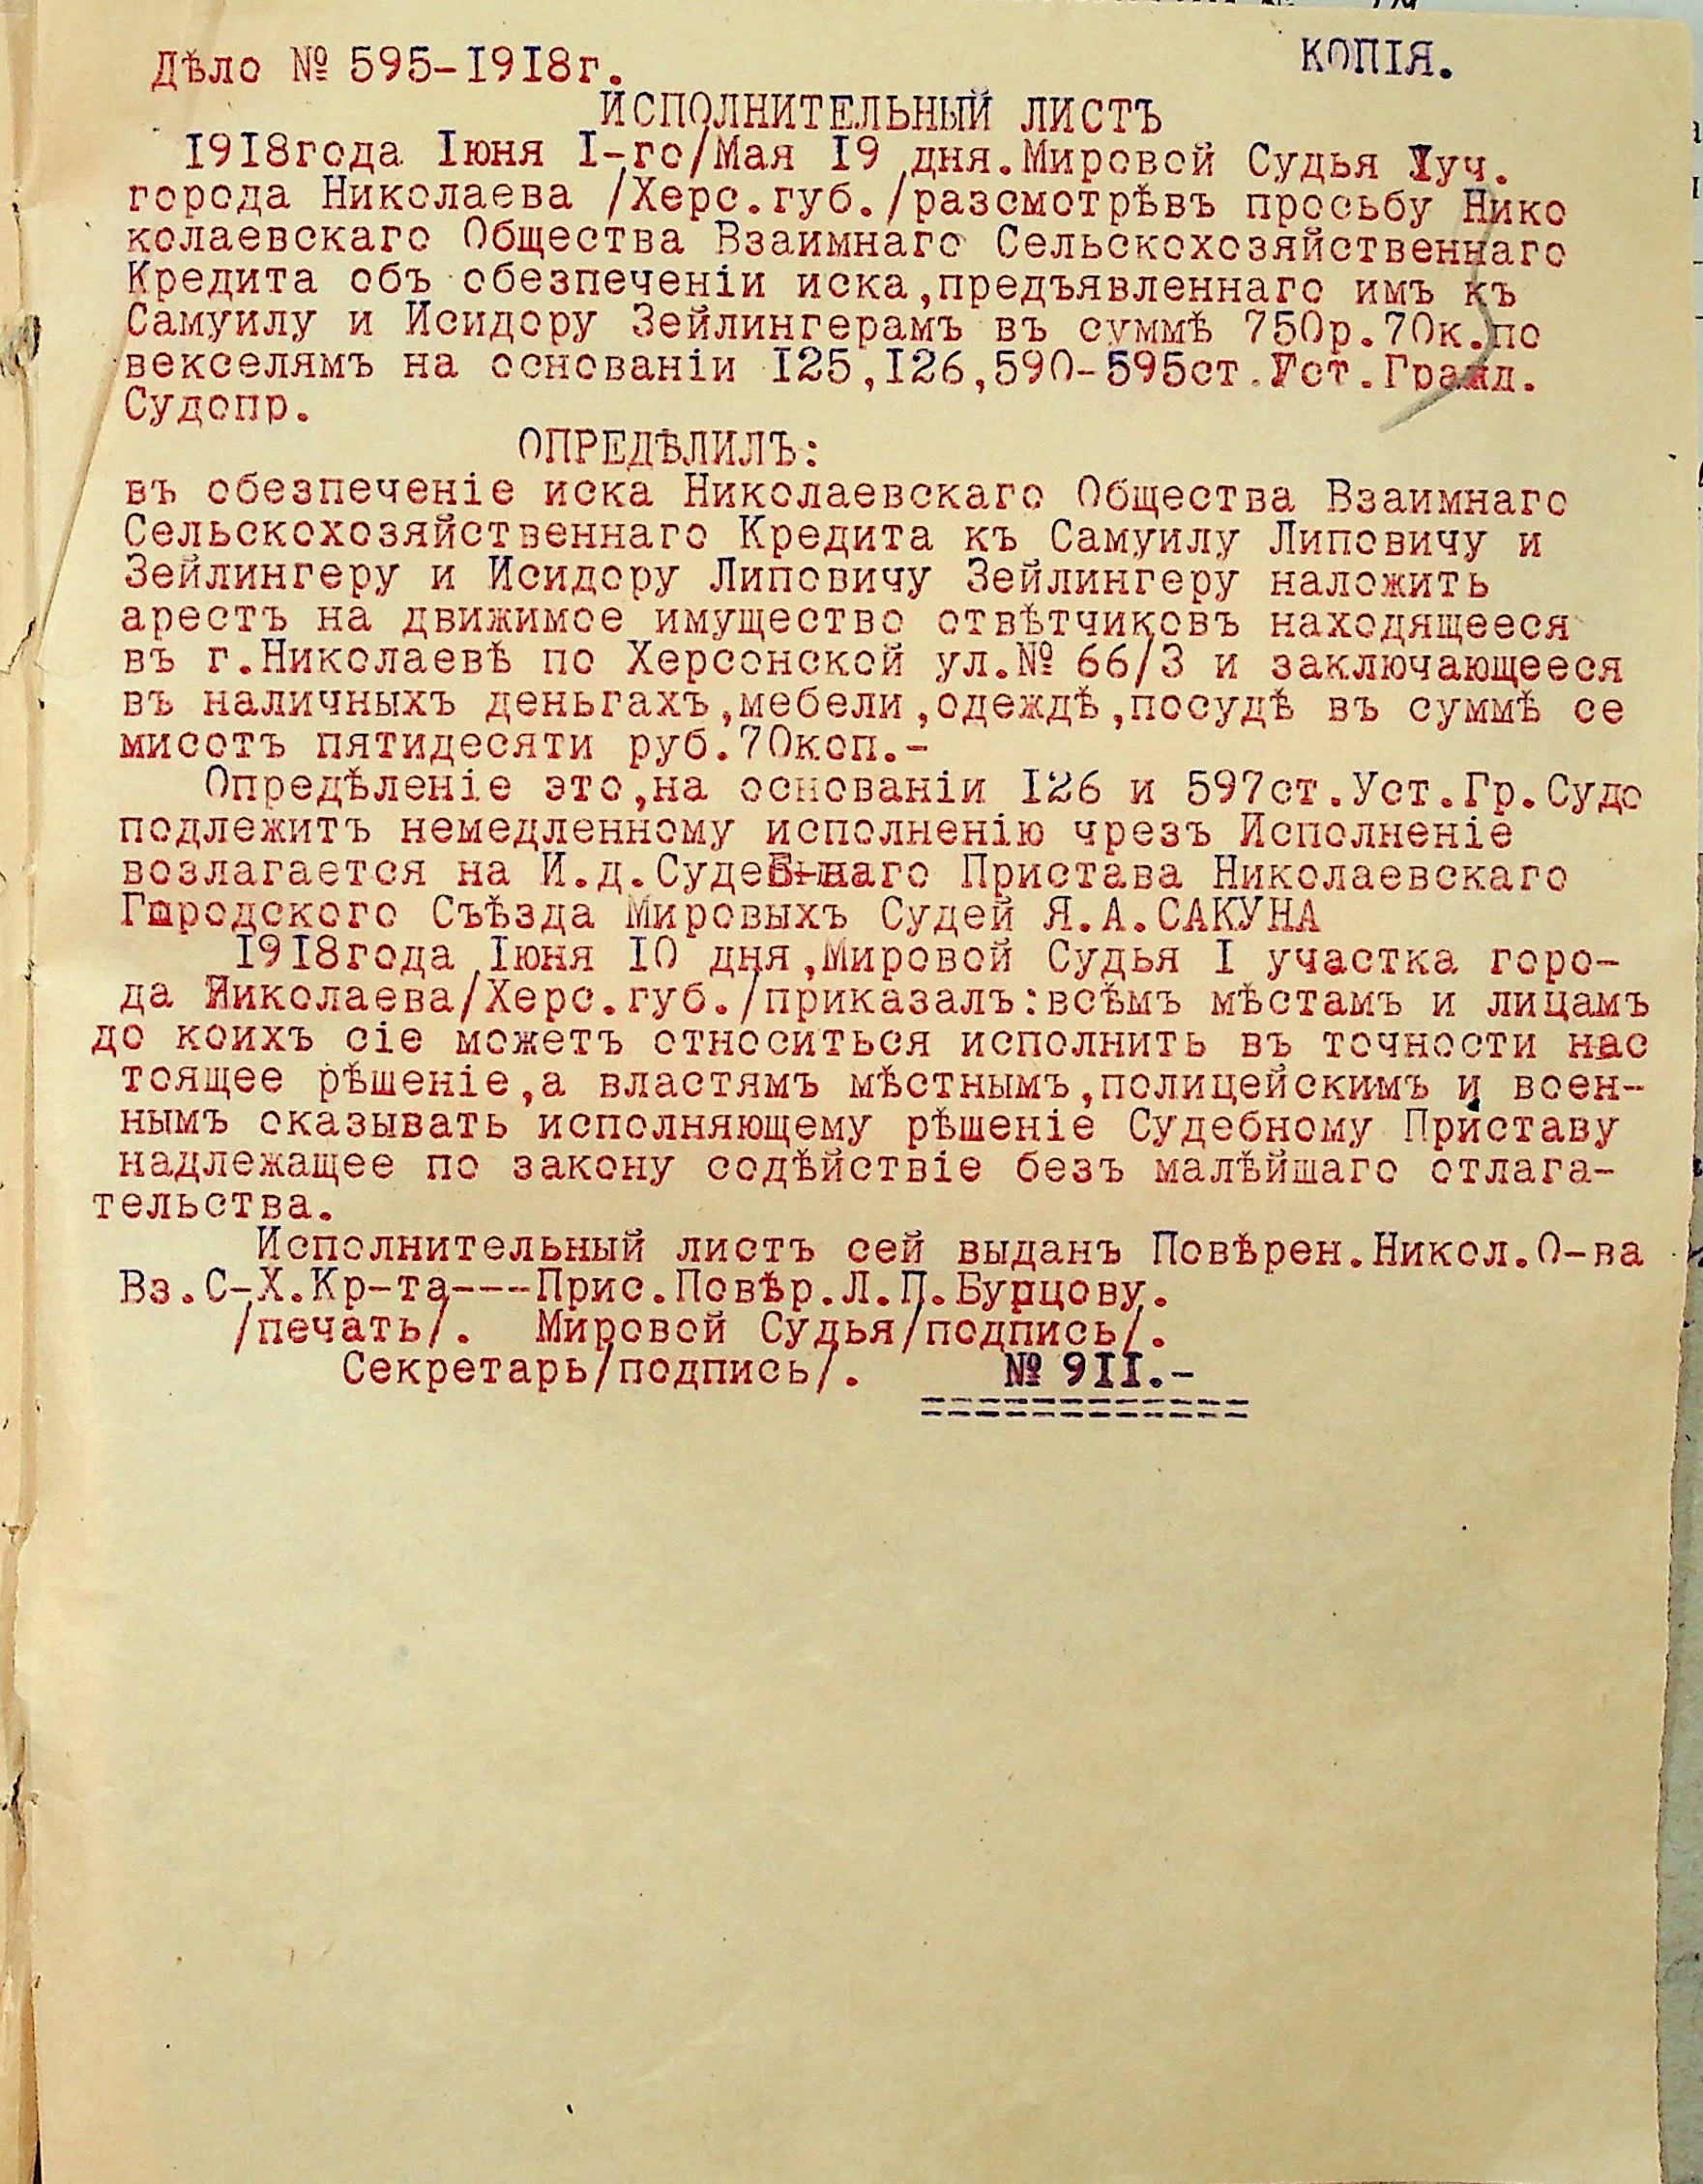 Дѣло № 595-1918г.
КОПІЯ.
ИСПОЛНИТЕЛЬНЫЙ ЛИСТЪ
1918года Іюня I-го/Мая 19 дня.Мировой Судья Iуч.
города Николаева /Херс.губ./разсмотрѣвъ просьбу Нико
колаевскаго Общества Взаимнаго Сельскохозяйственнаго
Кредита объ обезпеченіи иска,предъявленнаго имъ къ
Самуилу и Исидору Зейлингерамъ въ суммѣ 750р.70к.по
векселямъ на основаніи 125,126,590-595ст.Уст.Гражд.
Судопр.
ОПРЕДѢЛИЛЪ:
въ обезпеченіе иска Николаевскаго Общества Взаимнаго
Сельскохозяйственнаго Кредита къ Самуилу Липовичу и
Зейлингеру и Исидору Липовичу Зейлингеру наложить
арестъ на движимое имущество отвѣтчиковъ находящееся
въ г.Николаевѣ по Херсонской ул.№ 66/3 и заключающееся
въ наличныхъ деньгахъ,мебели,одеждѣ,посудѣ въ суммѣ се
мисотъ пятидесяти руб.70коп.-
Опредѣленіе это,на основаніи 126 и 597ст.Уст.Гр.Судо
подлежитъ немедленному исполненію чрезъ Исполненіе
возлагается на И.д.Судебнаго Пристава Николаевскаго
Городского Съѣзда Мировыхъ Судей Я.А.САКУНА
1918года Іюня 10 дня,Мировой Судья I участка горо-
да Николаева/Херс.губ./приказалъ:всѣмъ мѣстамъ и лицамъ
до коихъ сіе можетъ относиться исполнить въ точности нас
тоящее рѣшеніе,а властямъ мѣстнымъ,полицейскимъ и воен-
нымъ оказывать исполняющему рѣшеніе Судебному Приставу
надлежащее по закону содѣйствіе безъ малѣйшаго отлага-
тельства.
Исполнительный листъ сей выданъ Повѣрен.Никол.О-ва
Вз.С-Х.Кр-та---Прис.Повѣр.Л.П.Бурцову.
/печать/. Мировой Судья/подпись/.
Секретарь/подпись/. № 9II.-